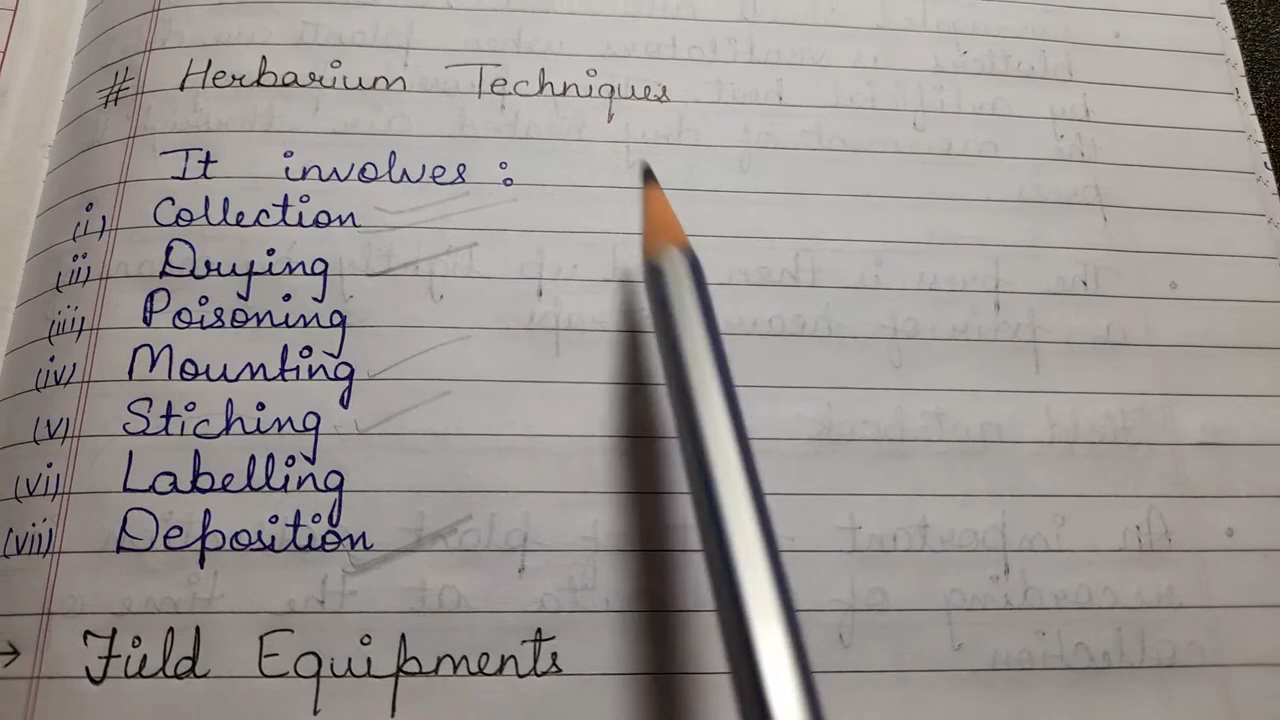 # Herbarium Techniques
It involves :
(i) Collection
(ii) Drying
(iii) Poisoning
(iv) Mounting
(v) Stiching
(vi) Labelling
(vii) Deposition
→ Field Equipments